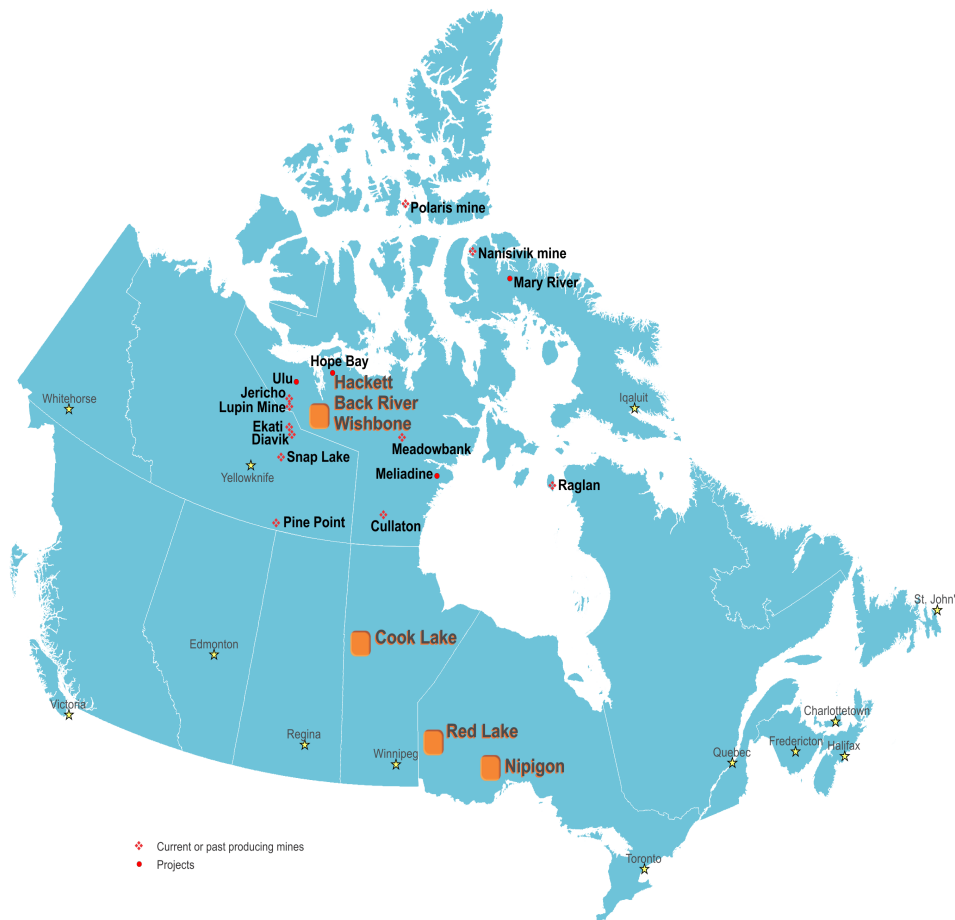 Polaris mine
Nanisivik mine
Mary River
Hope Bay
Ulu
Hackett
Jericho
Back River
Lupin Mine
Wishbone
Whitehorse
Iqaluit
Ekati
Diavik
Meadowbank
Snap Lake
Yellowknife
Meliadine
Raglan
Pine Point
Cullaton
St. John'
Cook Lake
Edmonton
Victoria
Charlottetown
Red Lake
Regina
Fredericton
Halifax
Winnipeg
Quebec
Nipigon
Current or past producing mines
Projects
Toronto